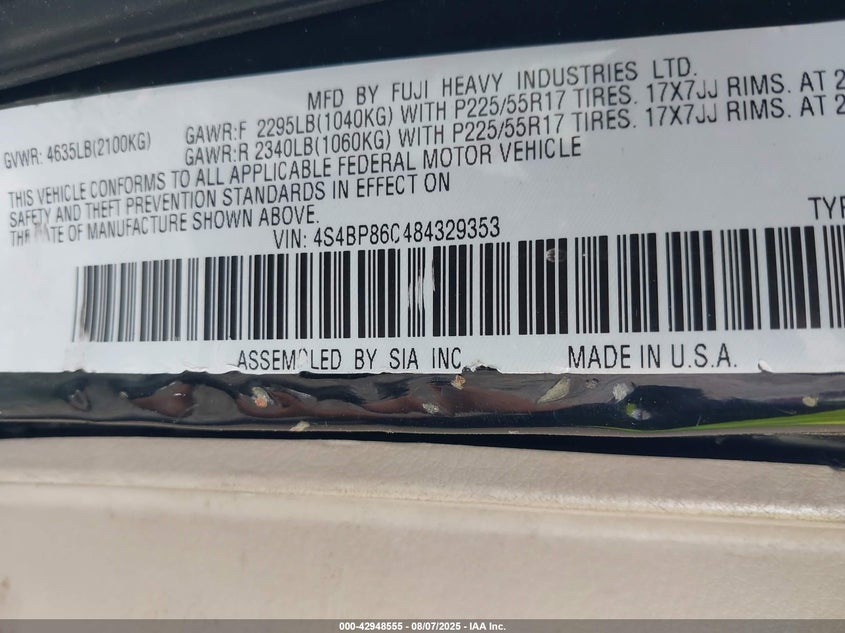 MFD BY FUJI HEAVY INDUSTRIES LTD.
GVWR: 4635LB(2100KG) GAWR:F 2295LB(1040KG) WITH P225/55R17 TIRES. 17X7JJ RIMS. AT 2
GAWR:R 2340LB(1060KG) WITH P225/55R17 TIRES. 17X7JJ RIMS. AT 2
THIS VEHICLE CONFORMS TO ALL APPLICABLE FEDERAL MOTOR VEHICLE
SAFETY AND THEFT PREVENTION STANDARDS IN EFFECT ON
OF MANUFACTURE SHOWN ABOVE.
VIN: 4S4BP86C484329353 TYP
ASSEMBLED BY SIA INC MADE IN U.S.A.
000-42948555 - 08/07/2025 - IAA Inc.